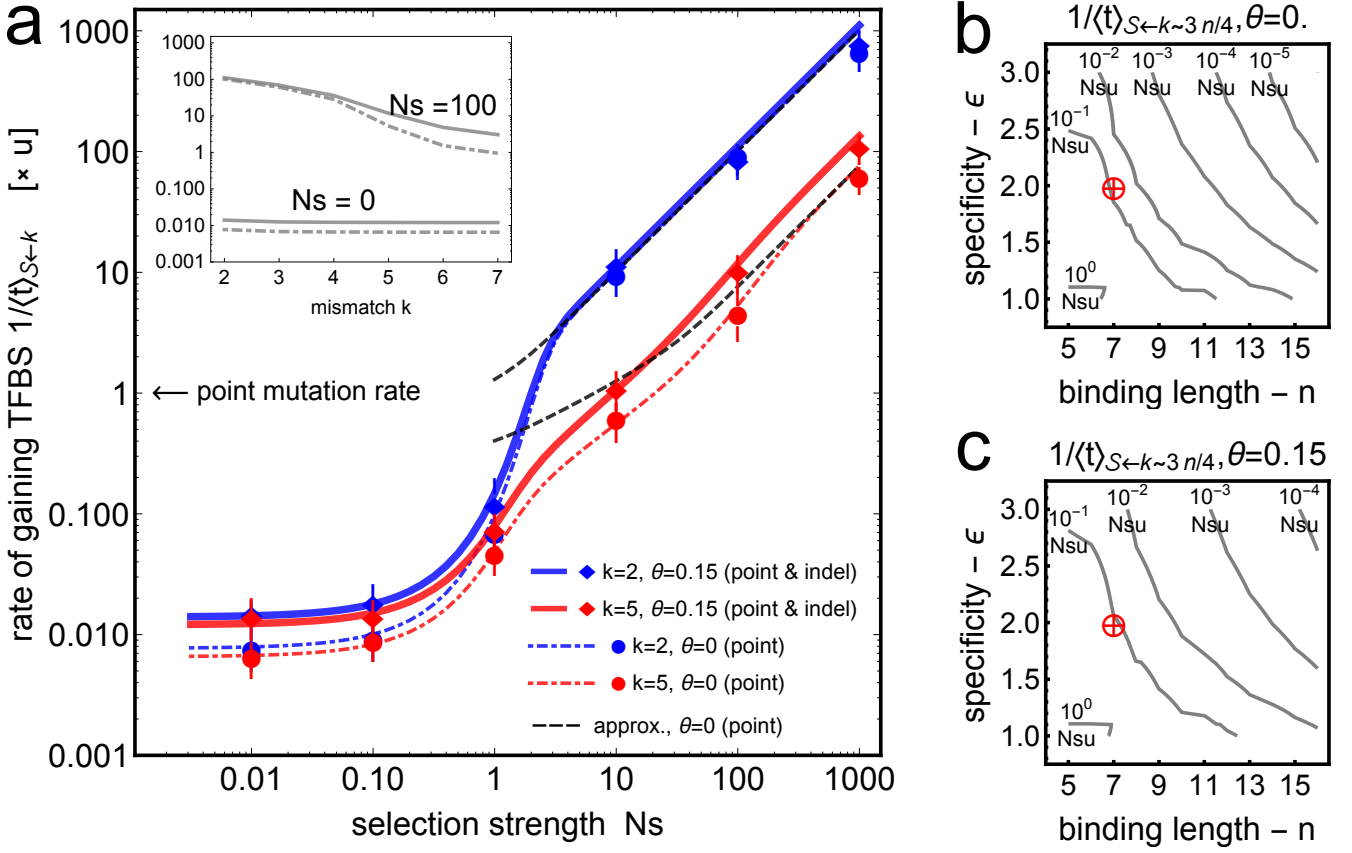 a
rate of gaining TFBS 1/⟨t⟩S←k [× u]
1000
100
10
1
0.100
0.010
0.001
← point mutation rate
1000
100
10
1
0.100
0.010
0.001
Ns =100
Ns = 0
2 3 4 5 6 7
mismatch k
k=2, θ=0.15 (point & indel)
k=5, θ=0.15 (point & indel)
k=2, θ=0 (point)
k=5, θ=0 (point)
approx., θ=0 (point)
0.01 0.10 1 10 100 1000
selection strength Ns
b
1/⟨t⟩S←k~3 n/4, θ=0.
specificity – ϵ
3.0
2.5
2.0
1.5
1.0
10⁻² Nsu
10⁻³ Nsu
10⁻⁴ Nsu
10⁻⁵ Nsu
10⁻¹ Nsu
10⁰ Nsu
5 7 9 11 13 15
binding length – n
c
1/⟨t⟩S←k~3 n/4, θ=0.15
specificity – ϵ
3.0
2.5
2.0
1.5
1.0
10⁻¹ Nsu
10⁻² Nsu
10⁻³ Nsu
10⁻⁴ Nsu
10⁰ Nsu
5 7 9 11 13 15
binding length – n